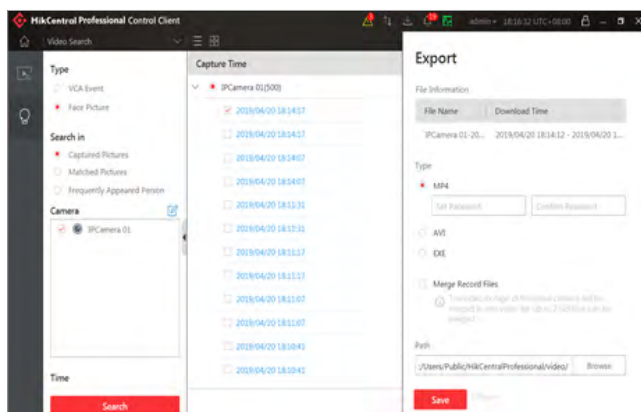 HikCentral Professional Control Client
admin
18:16:32 UTC+08:00
Video Search
Type
VCA Event
Face Picture
Search in
Captured Pictures
Matched Pictures
Frequently Appeared Person
Camera
IPCamera 01
Time
Search
Capture Time
IPCamera 01(500)
2019/04/20 18:14:17
2019/04/20 18:14:17
2019/04/20 18:14:07
2019/04/20 18:14:07
2019/04/20 18:13:31
2019/04/20 18:13:31
2019/04/20 18:11:17
2019/04/20 18:11:17
2019/04/20 18:11:07
2019/04/20 18:11:07
2019/04/20 18:10:41
2019/04/20 18:10:41
Export
File Information
File Name Download Time
IPCamera 01-20... 2019/04/20 18:14:12 - 2019/04/20 1...
Type
MP4
Set Password Confirm Password
AVI
EXE
Merge Record Files
Path
:/Users/Public/HikCentralProfessional/video/ Browse
Save